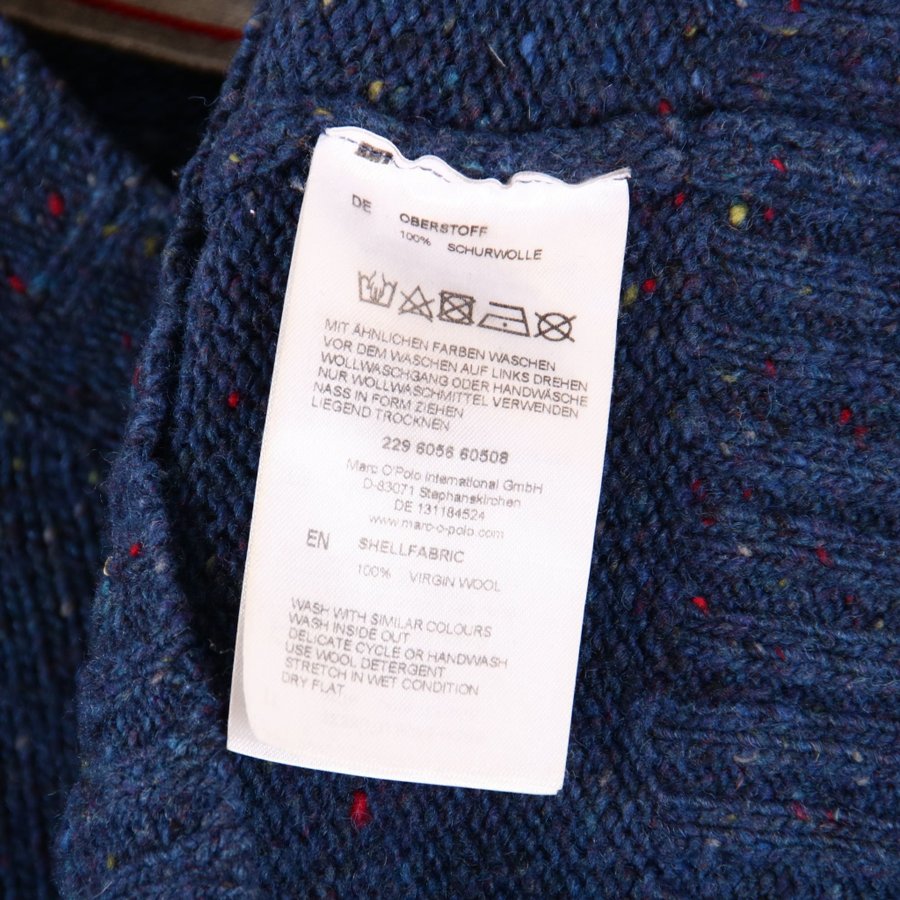 DE OBERSTOFF
100% SCHURWOLLE
MIT ÄHNLICHEN FARBEN WASCHEN
VOR DEM WASCHEN AUF LINKS DREHEN
WOLLWASCHGANG ODER HANDWÄSCHE
NUR WOLLWASCHMITTEL VERWENDEN
NASS IN FORM ZIEHEN
LIEGEND TROCKNEN
229 6056 60508
Marc O'Polo International GmbH
D-83071 Stephanskirchen
DE 131184524
www.marc-o-polo.com
EN SHELLFABRIC
100% VIRGIN WOOL
WASH WITH SIMILAR COLOURS
WASH INSIDE OUT
DELICATE CYCLE OR HANDWASH
USE WOOL DETERGENT
STRETCH IN WET CONDITION
DRY FLAT